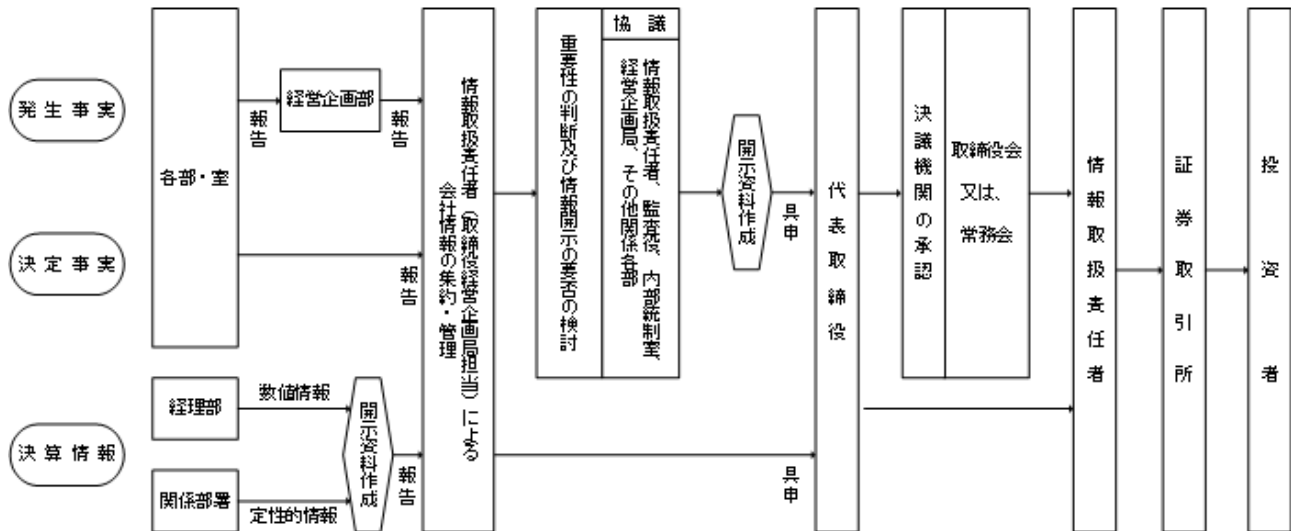 発生事実
決定事実
決算情報
各部・室
報告
経営企画部
報告
報告
経理部
数値情報
関係部署
定性的情報
開示資料作成
報告
情報取扱責任者（取締役経営企画局担当）による
会社情報の集約・管理
重要性の判断及び情報開示の要否の検討
協議
情報取扱責任者、監査役、内部統制室、
経営企画局、その他関係各部
開示資料作成
具申
具申
代表取締役
決議機関の承認
取締役会
又は、
常務会
情報取扱責任者
証券取引所
投資者